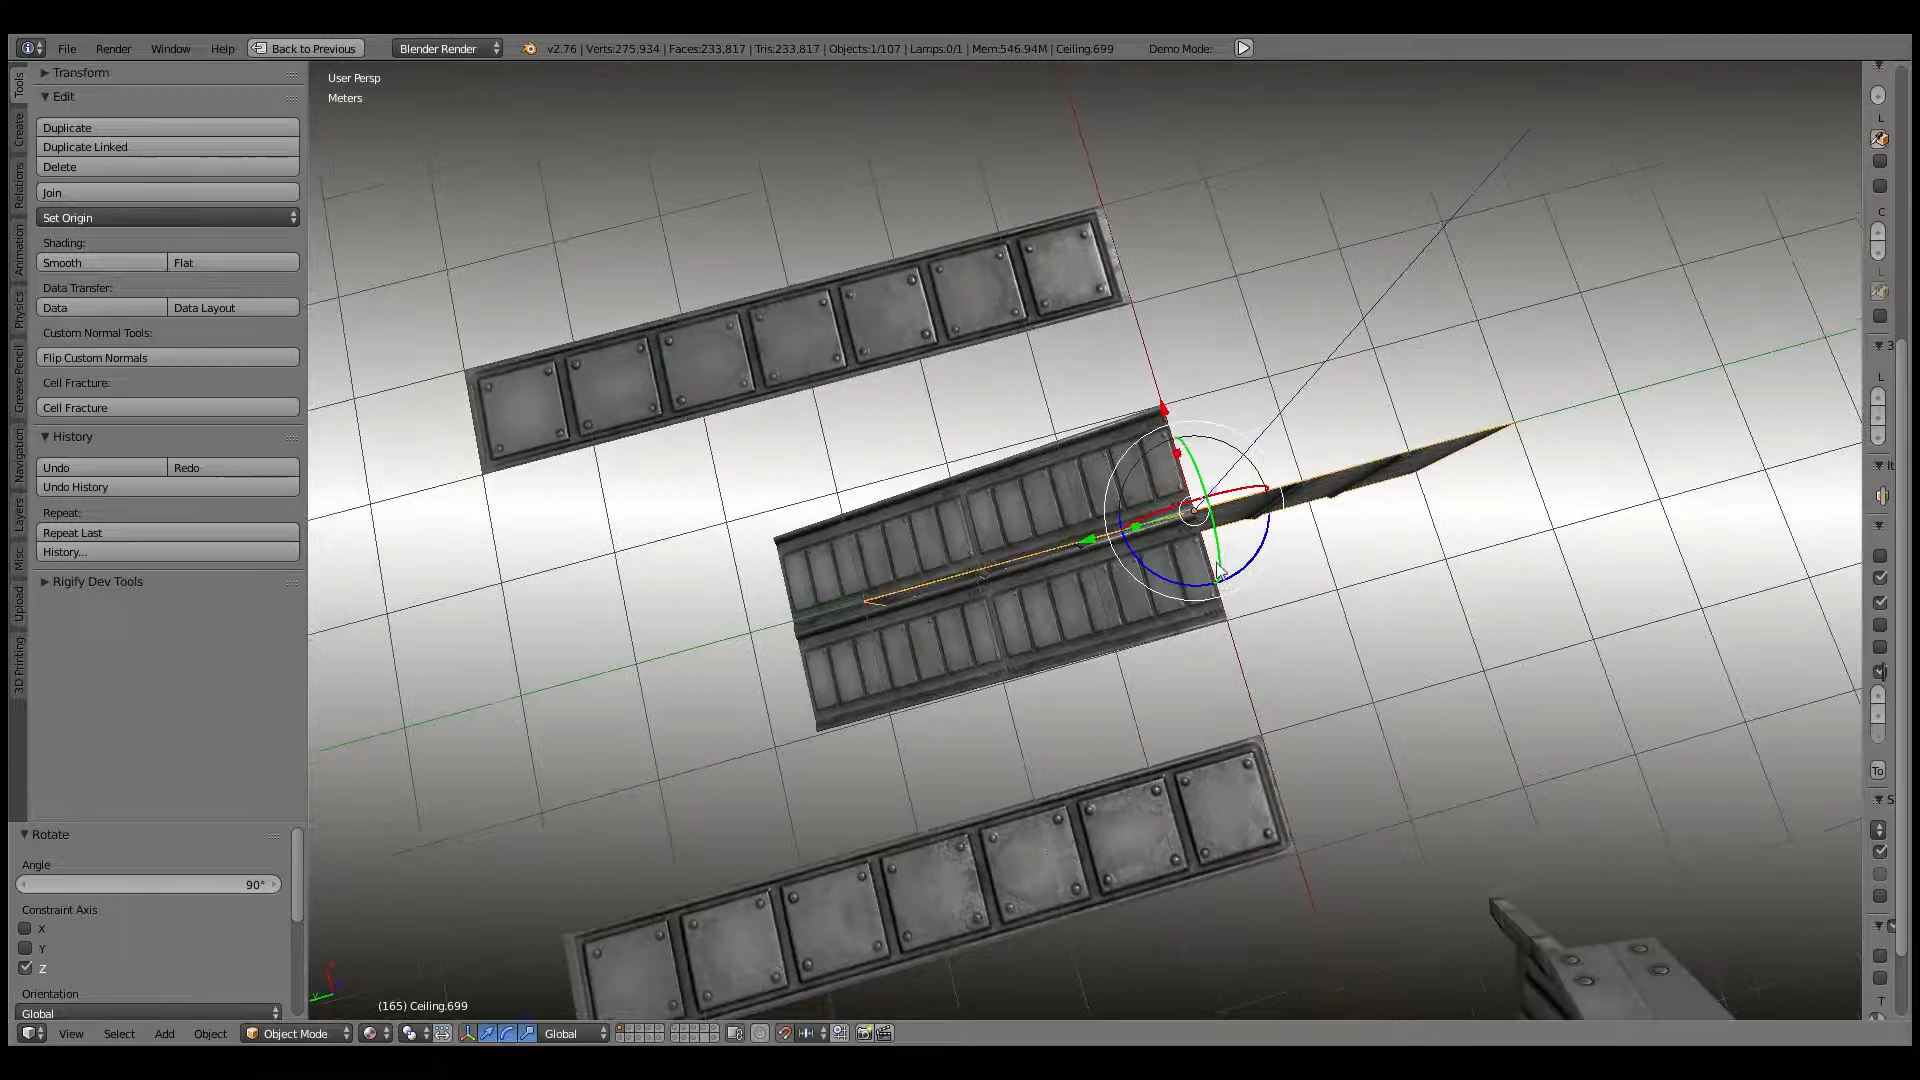 File Render Window Help Back to Previous Blender Render v2.76 | Verts:275,934 | Faces:233,817 | Tris:233,817 | Objects:1/107 | Lamps:0/1 | Mem:546.94M | Ceiling.699 Demo Mode:
Tools
Create
Relations
Animation
Physics
Grease Pencil
Navigation
Layers
Misc
Upload
3D Printing
Transform
Edit
Duplicate
Duplicate Linked
Delete
Join
Set Origin
Shading:
Smooth Flat
Data Transfer:
Data Data Layout
Custom Normal Tools:
Flip Custom Normals
Cell Fracture:
Cell Fracture
History
Undo Redo
Undo History
Repeat:
Repeat Last
History...
Rigify Dev Tools
Rotate
Angle
90°
Constraint Axis
X
Y
Z
Orientation
Global
User Persp
Meters
(165) Ceiling.699
L
C
L
3
L
It
To
S
T
View Select Add Object Object Mode Global